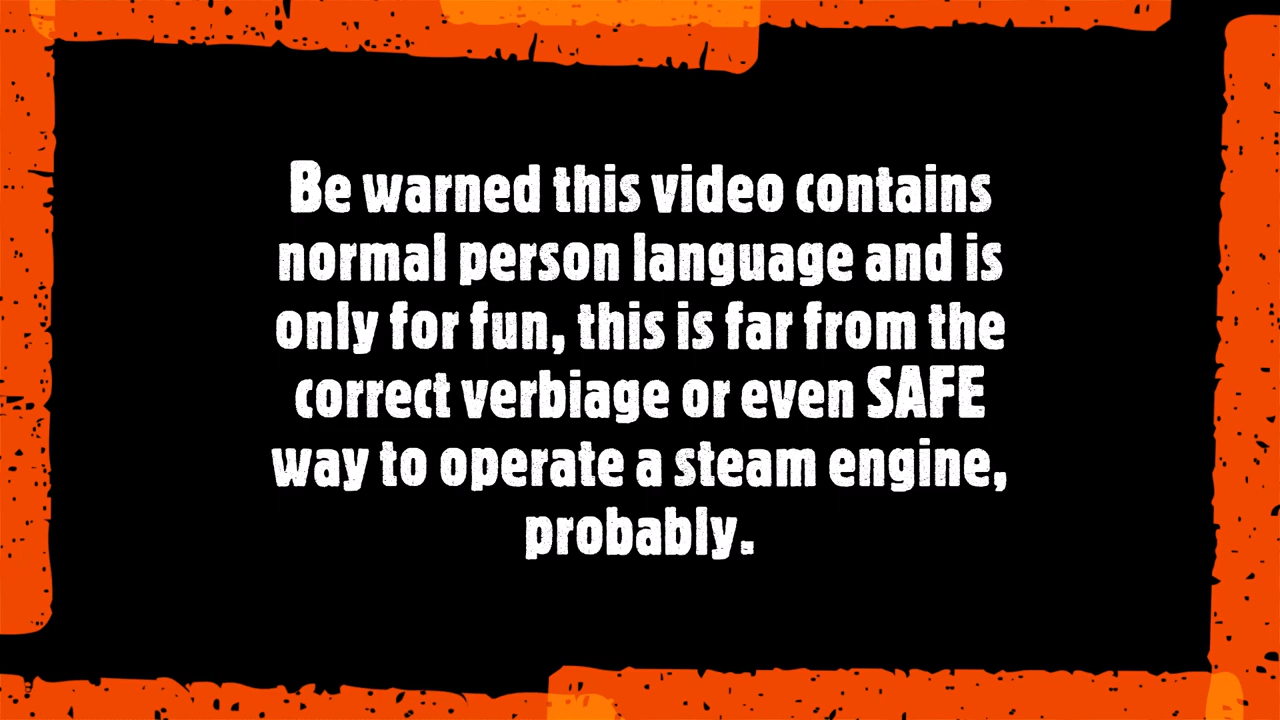 Be warned this video contains
normal person language and is
only for fun, this is far from the
correct verbiage or even SAFE
way to operate a steam engine,
probably.